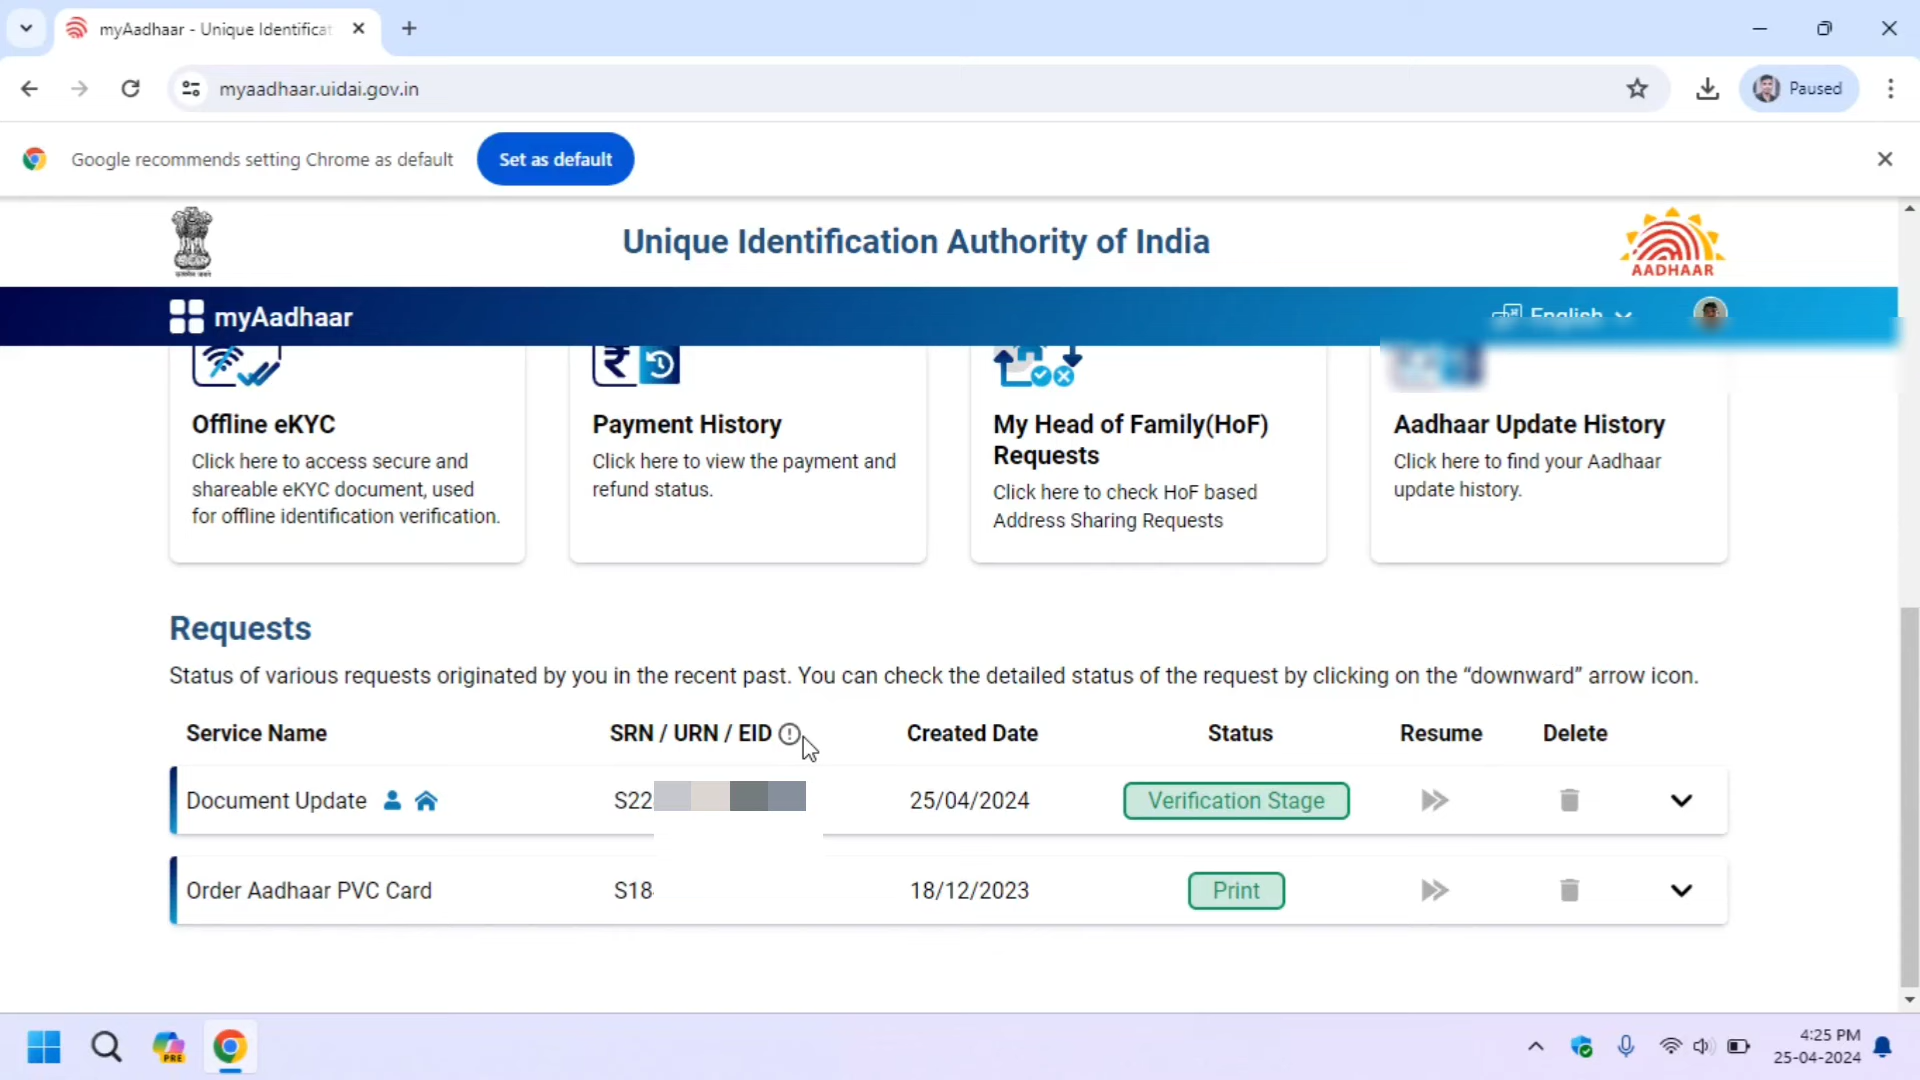 myAadhaar - Unique Identificat
myaadhaar.uidai.gov.in
Paused
Google recommends setting Chrome as default
Set as default
Unique Identification Authority of India
AADHAAR
myAadhaar
English
Offline eKYC
Click here to access secure and
shareable eKYC document, used
for offline identification verification.
Payment History
Click here to view the payment and
refund status.
My Head of Family(HoF)
Requests
Click here to check HoF based
Address Sharing Requests
Aadhaar Update History
Click here to find your Aadhaar
update history.
Requests
Status of various requests originated by you in the recent past. You can check the detailed status of the request by clicking on the “downward” arrow icon.
Service Name SRN / URN / EID Created Date Status Resume Delete
Document Update S22 25/04/2024 Verification Stage
Order Aadhaar PVC Card S18 18/12/2023 Print
PRE
4:25 PM
25-04-2024